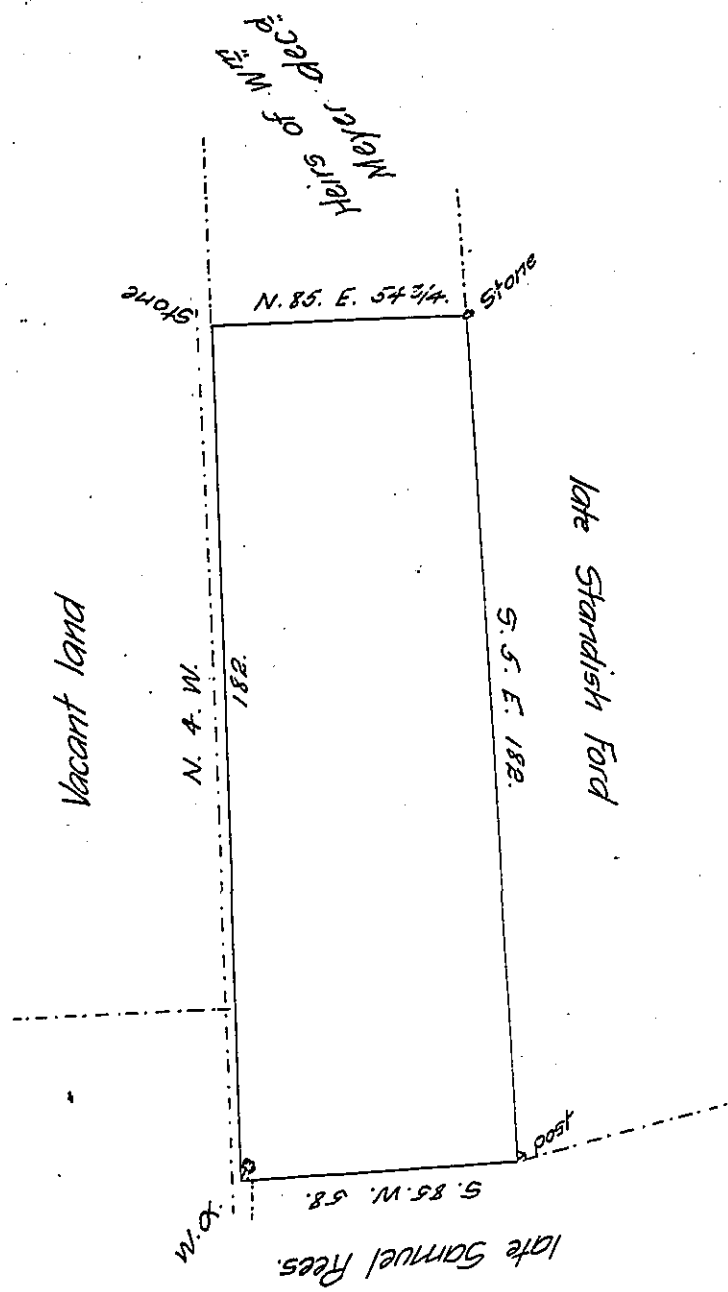 Heirs of Wm
Meyer dec'd
Stone
N. 85. E. 54 3/4.
Stone
Vacant land
N. 4. W.
182.
S. 5. E. 182.
late Standish Ford
post
S. 85. W. 58.
late Samuel Rees.